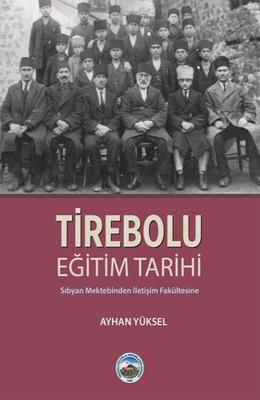 TİREBOLU
EĞİTİM TARİHİ
Sıbyan Mektebinden İletişim Fakültesine
AYHAN YÜKSEL